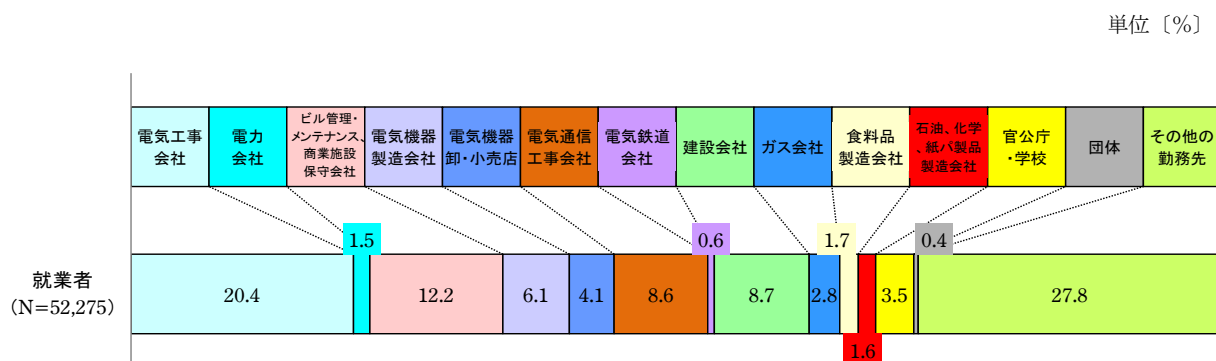 単位〔%〕
電気工事
会社
電力
会社
ビル管理・
メンテナンス、
商業施設
保守会社
電気機器
製造会社
電気機器
卸・小売店
電気通信
工事会社
電気鉄道
会社
建設会社
ガス会社
食料品
製造会社
石油、化学
、紙パ製品
製造会社
官公庁
・学校
団体
その他の
勤務先
1.5
0.6
1.7
0.4
就業者
(N=52,275)
20.4
12.2
6.1
4.1
8.6
8.7
2.8
3.5
27.8
1.6